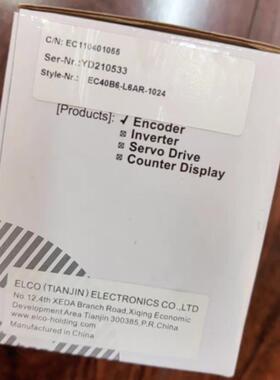 C/N: EC110401055
Ser-Nr.:YD210533
Style-Nr.: EC40B6-L6AR-1024
[Products]: ✓ Encoder
Inverter
Servo Drive
Counter Display
ELCO (TIANJIN) ELECTRONICS CO.,LTD
No. 12,4th XEDA Branch Road,Xiqing Economic
Development Area Tianjin 300385,P.R.China
www.elco-holding.com
Manufactured in China